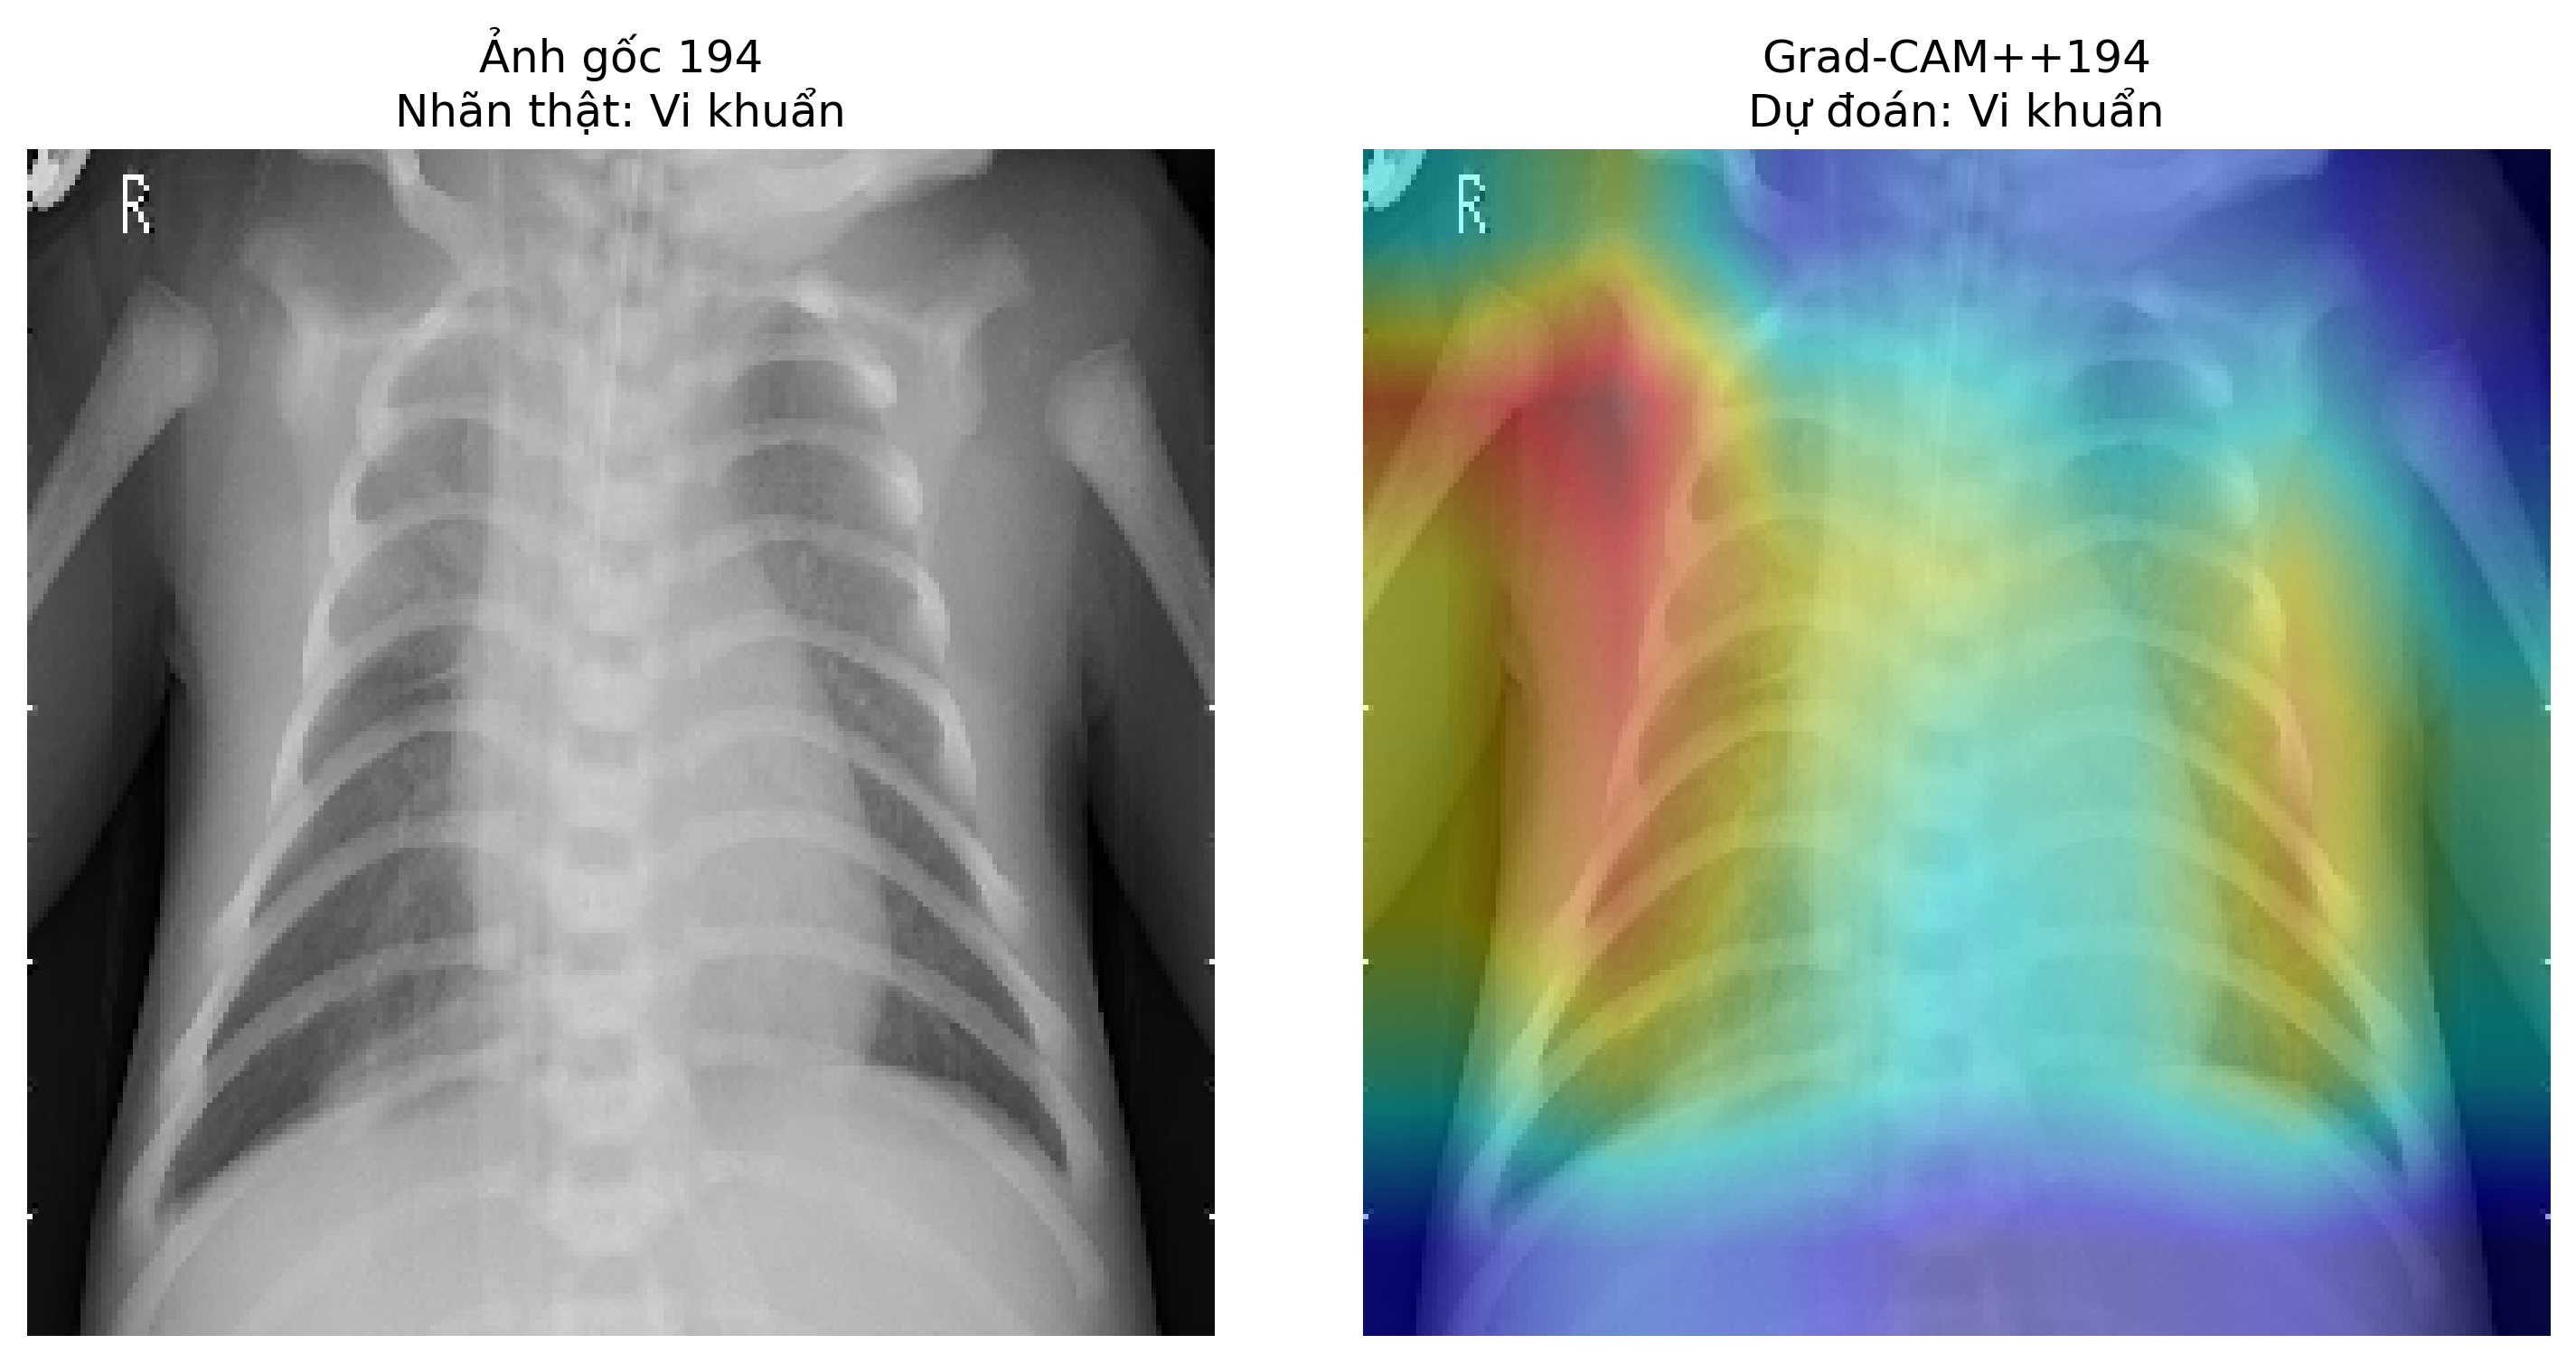 Ảnh gốc 194
Nhãn thật: Vi khuẩn
R
Grad-CAM++194
Dự đoán: Vi khuẩn
R